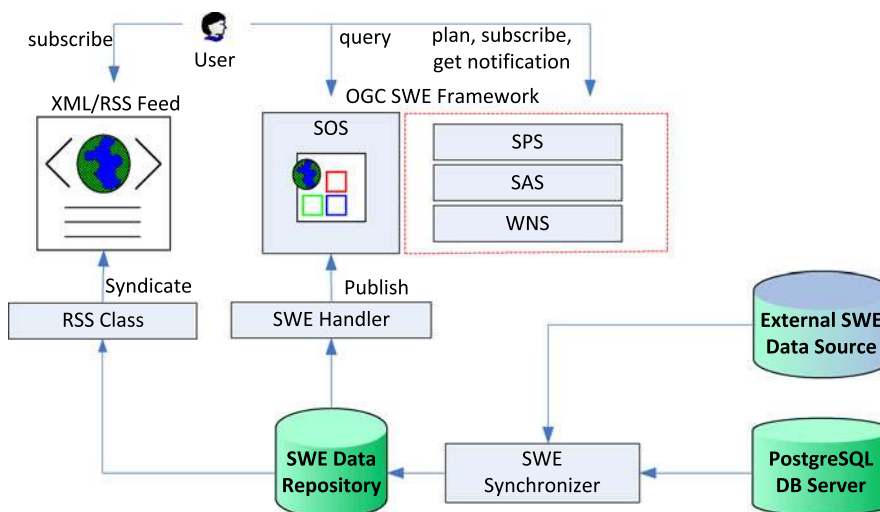 subscribe
User
query
plan, subscribe,
get notification
XML/RSS Feed
OGC SWE Framework
SOS
SPS
SAS
WNS
Syndicate
Publish
RSS Class
SWE Handler
External SWE
Data Source
SWE Data
Repository
SWE
Synchronizer
PostgreSQL
DB Server